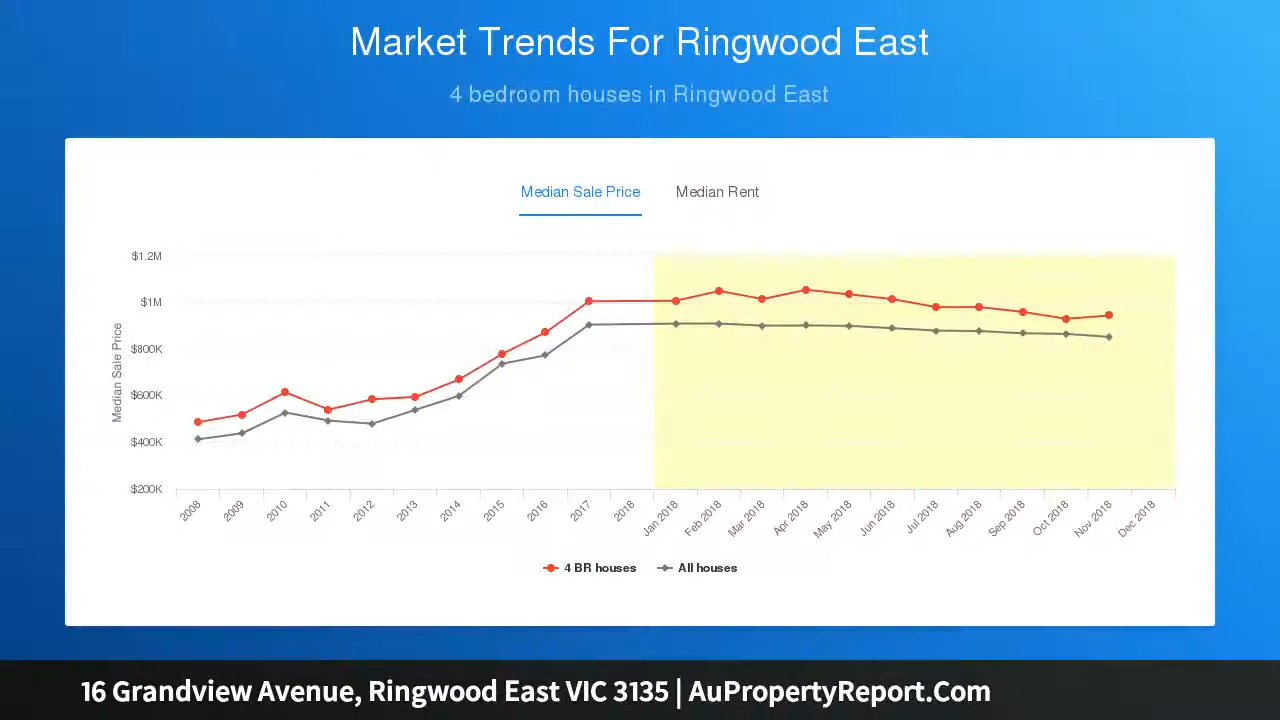 Market Trends For Ringwood East
4 bedroom houses in Ringwood East
Median Sale Price Median Rent
Median Sale Price
$1.2M
$1M
$800K
$600K
$400K
$200K
2008 2009 2010 2011 2012 2013 2014 2015 2016 2017 2018 Jan 2018 Feb 2018 Mar 2018 Apr 2018 May 2018 Jun 2018 Jul 2018 Aug 2018 Sep 2018 Oct 2018 Nov 2018 Dec 2018
4 BR houses All houses
16 Grandview Avenue, Ringwood East VIC 3135 | AuPropertyReport.Com